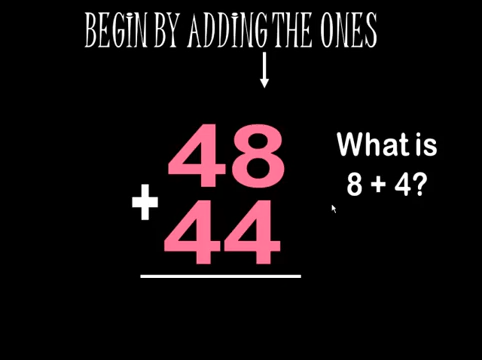 BEGIN BY ADDING THE ONES
48
What is
8 + 4?
+
44